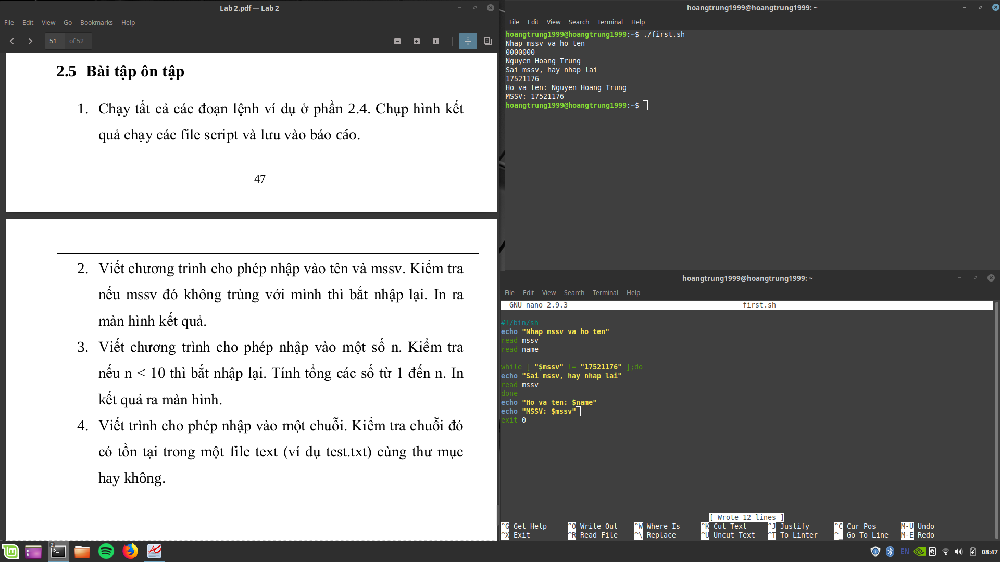 Lab 2.pdf — Lab 2
File Edit View Go Bookmarks Help
51 of 52
2.5 Bài tập ôn tập
1. Chạy tất cả các đoạn lệnh ví dụ ở phần 2.4. Chụp hình kết
quả chạy các file script và lưu vào báo cáo.
47
2. Viết chương trình cho phép nhập vào tên và mssv. Kiểm tra
nếu mssv đó không trùng với mình thì bắt nhập lại. In ra
màn hình kết quả.
3. Viết chương trình cho phép nhập vào một số n. Kiểm tra
nếu n < 10 thì bắt nhập lại. Tính tổng các số từ 1 đến n. In
kết quả ra màn hình.
4. Viết trình cho phép nhập vào một chuỗi. Kiểm tra chuỗi đó
có tồn tại trong một file text (ví dụ test.txt) cùng thư mục
hay không.
hoangtrung1999@hoangtrung1999: ~
File Edit View Search Terminal Help
hoangtrung1999@hoangtrung1999:~$ ./first.sh
Nhap mssv va ho ten
0000000
Nguyen Hoang Trung
Sai mssv, hay nhap lai
17521176
Ho va ten: Nguyen Hoang Trung
MSSV: 17521176
hoangtrung1999@hoangtrung1999:~$
hoangtrung1999@hoangtrung1999: ~
File Edit View Search Terminal Help
GNU nano 2.9.3 first.sh
#!/bin/sh
echo "Nhap mssv va ho ten"
read mssv
read name
while [ "$mssv" != "17521176" ];do
echo "Sai mssv, hay nhap lai"
read mssv
done
echo "Ho va ten: $name"
echo "MSSV: $mssv"
exit 0
[ Wrote 12 lines ]
^G Get Help ^O Write Out ^W Where Is ^K Cut Text ^J Justify ^C Cur Pos M-U Undo
^X Exit ^R Read File ^\ Replace ^U Uncut Text ^T To Linter ^_ Go To Line M-E Redo
2
EN
08:47